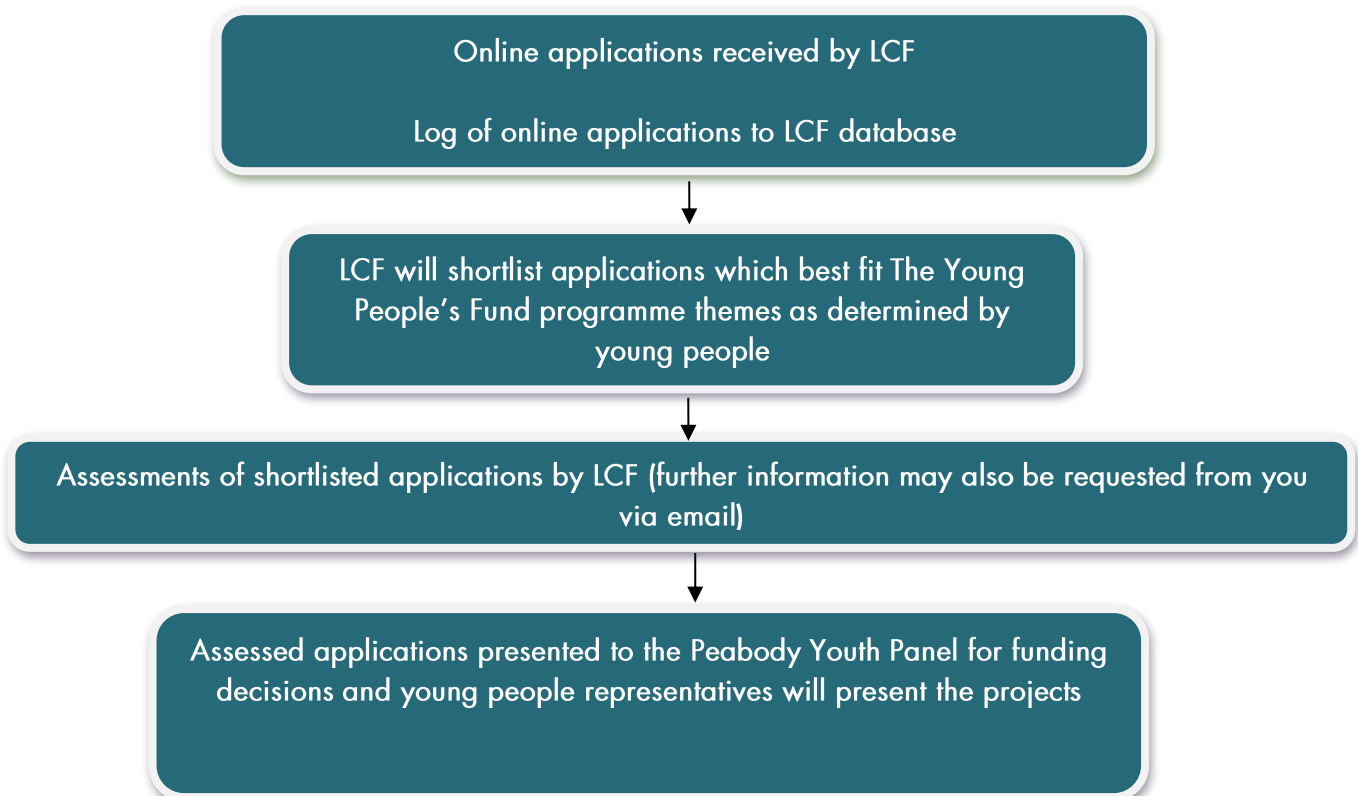 Online applications received by LCF
Log of online applications to LCF database
LCF will shortlist applications which best fit The Young
People’s Fund programme themes as determined by
young people
Assessments of shortlisted applications by LCF (further information may also be requested from you
via email)
Assessed applications presented to the Peabody Youth Panel for funding
decisions and young people representatives will present the projects